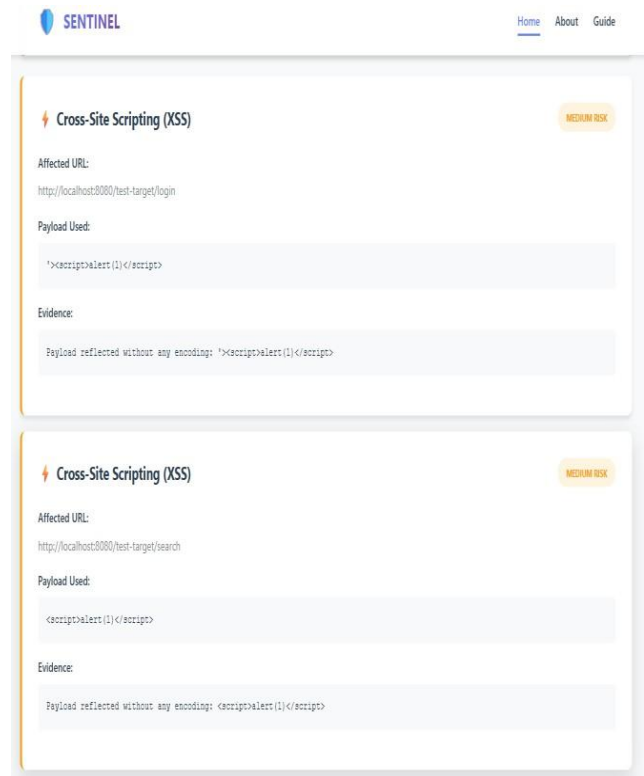 SENTINEL
Home About Guide
Cross-Site Scripting (XSS)
MEDIUM RISK
Affected URL:
http://localhost:8080/test-target/login
Payload Used:
'><script>alert(1)</script>
Evidence:
Payload reflected without any encoding: '><script>alert(1)</script>
Cross-Site Scripting (XSS)
MEDIUM RISK
Affected URL:
http://localhost:8080/test-target/search
Payload Used:
<script>alert(1)</script>
Evidence:
Payload reflected without any encoding: <script>alert(1)</script>